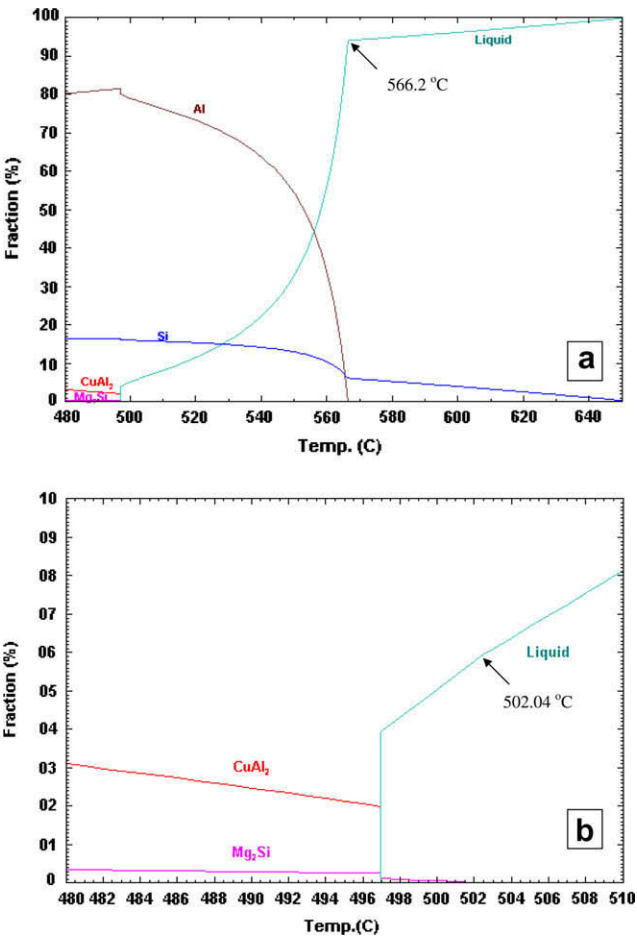 100
90
80
70
60
50
40
30
20
10
0
Fraction (%)
Liquid
566.2 °C
Al
Si
CuAl₂
Mg₂Si
a
480 500 520 540 560 580 600 620 640
Temp. (C)
10
09
08
07
06
05
04
03
02
01
0
Fraction (%)
Liquid
502.04 °C
CuAl₂
Mg₂Si
b
480 482 484 486 488 490 492 494 496 498 500 502 504 506 508 510
Temp.(C)